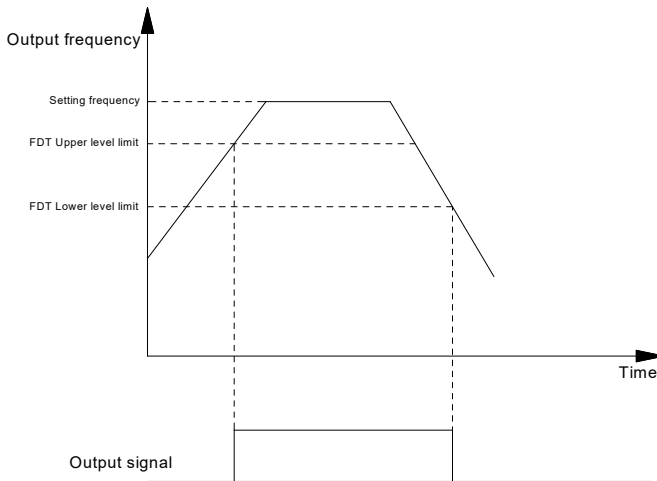 Output frequency
Setting frequency
FDT Upper level limit
FDT Lower level limit
Time
Output signal